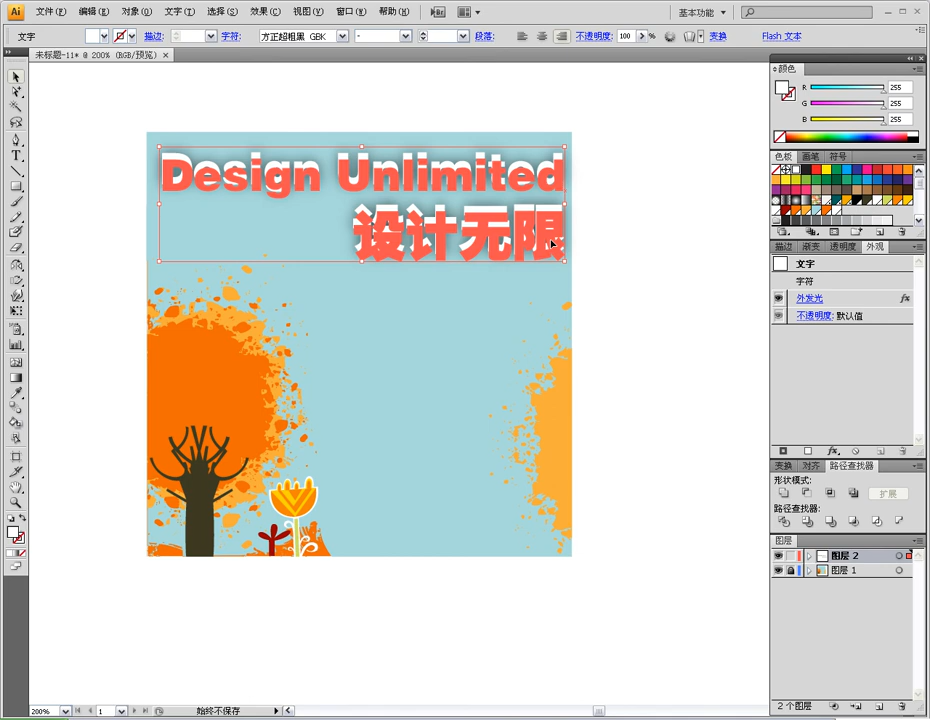 Ai 文件(F) 编辑(E) 对象(O) 文字(T) 选择(S) 效果(C) 视图(V) 窗口(W) 帮助(H) Br 基本功能
文字 描边: 字符: 方正超粗黑 GBK - 段落: 不透明度: 100 % 变换 Flash 文本
未标题-11* @ 200% (RGB/预览) ×
颜色
R 255
G 255
B 255
色板 画笔 符号
Design Unlimited
设计无限
描边 渐变 透明度 外观
文字
字符
外发光 fx
不透明度: 默认值
变换 对齐 路径查找器
形状模式:
扩展
路径查找器:
图层
图层 2
图层 1
200% 1 始终不保存
2 个图层